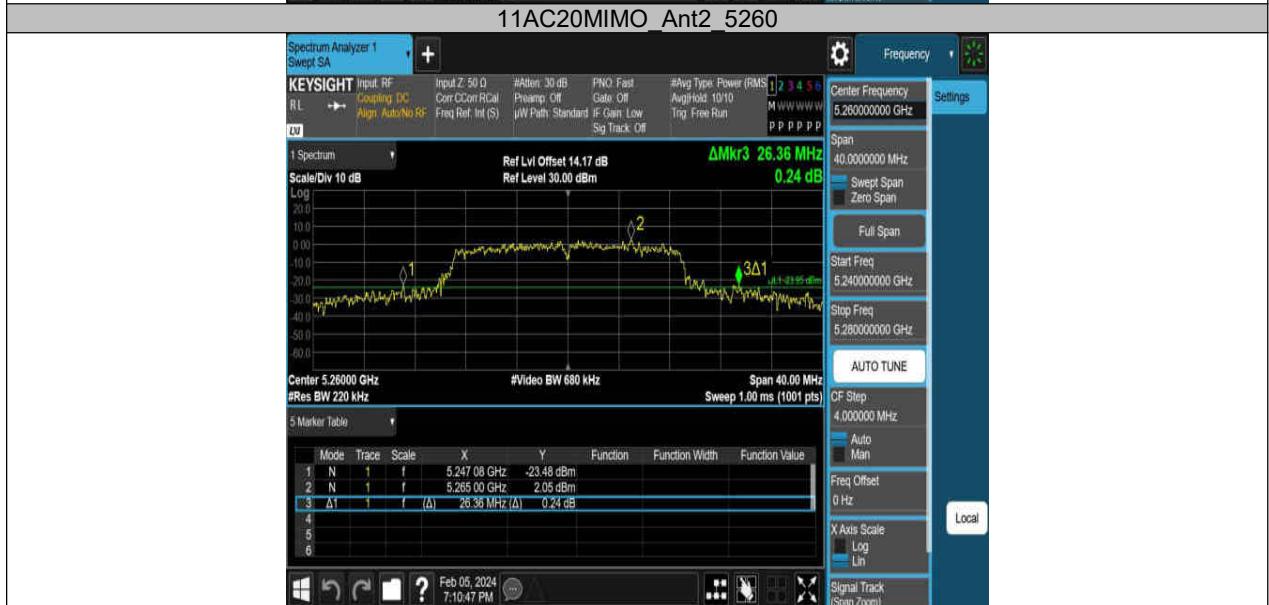 11AC20MIMO_Ant2_5260
Spectrum Analyzer 1
Swept SA
+
Frequency
KEYSIGHT Input: RF Input Z: 50 Ω #Atten: 30 dB PNO: Fast #Avg Type: Power (RMS 1 2 3 4 5 6
RL Coupling: DC Corr CCorr RCal Preamp: Off Gate: Off Avg|Hold: 10/10 M W W W W W
Align: Auto/No RF Freq Ref: Int (S) µW Path: Standard IF Gain: Low Trig: Free Run
Sig Track: Off P P P P P P
LXI
1 Spectrum
Ref Lvl Offset 14.17 dB
ΔMkr3 26.36 MHz
Scale/Div 10 dB
Ref Level 30.00 dBm
0.24 dB
Log
20.0
10.0
0.00
-10.0
-20.0
-30.0
-40.0
-50.0
-60.0
1
2
3Δ1
DL1 -23.95 dBm
Center 5.26000 GHz
#Video BW 680 kHz
Span 40.00 MHz
#Res BW 220 kHz
Sweep 1.00 ms (1001 pts)
5 Marker Table
Mode Trace Scale X Y Function Function Width Function Value
1 N 1 f 5.247 08 GHz -23.48 dBm
2 N 1 f 5.265 00 GHz 2.05 dBm
3 Δ1 1 f (Δ) 26.36 MHz (Δ) 0.24 dB
4
5
6
?
Feb 05, 2024
7:10:47 PM
Center Frequency
5.260000000 GHz
Settings
Span
40.0000000 MHz
Swept Span
Zero Span
Full Span
Start Freq
5.240000000 GHz
Stop Freq
5.280000000 GHz
AUTO TUNE
CF Step
4.000000 MHz
Auto
Man
Freq Offset
0 Hz
X Axis Scale
Log
Lin
Local
Signal Track
(Span Zoom)